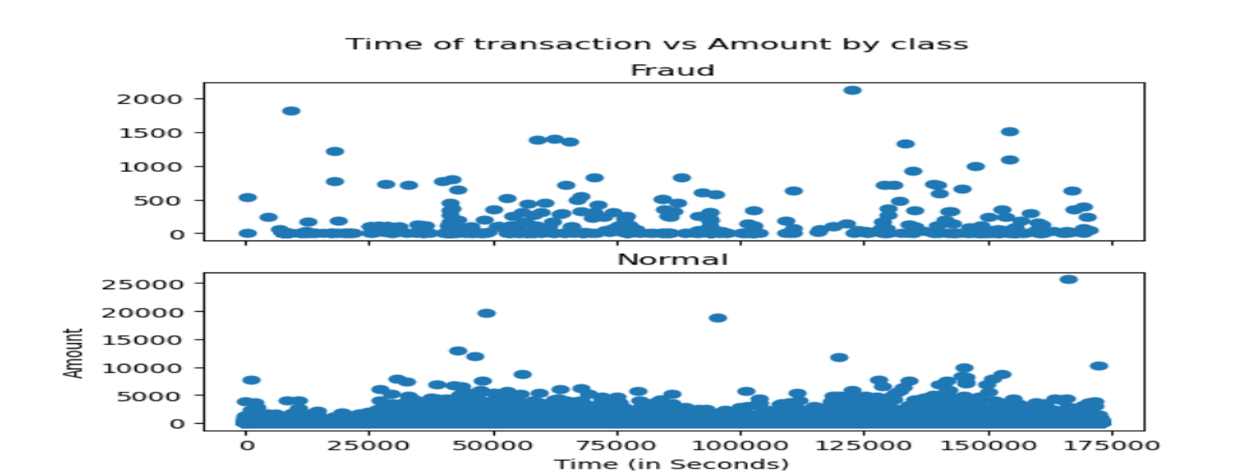 Time of transaction vs Amount by class
Fraud
2000
1500
1000
500
0
Normal
25000
20000
15000
10000
5000
0
Amount
0 25000 50000 75000 100000 125000 150000 175000
Time (in Seconds)